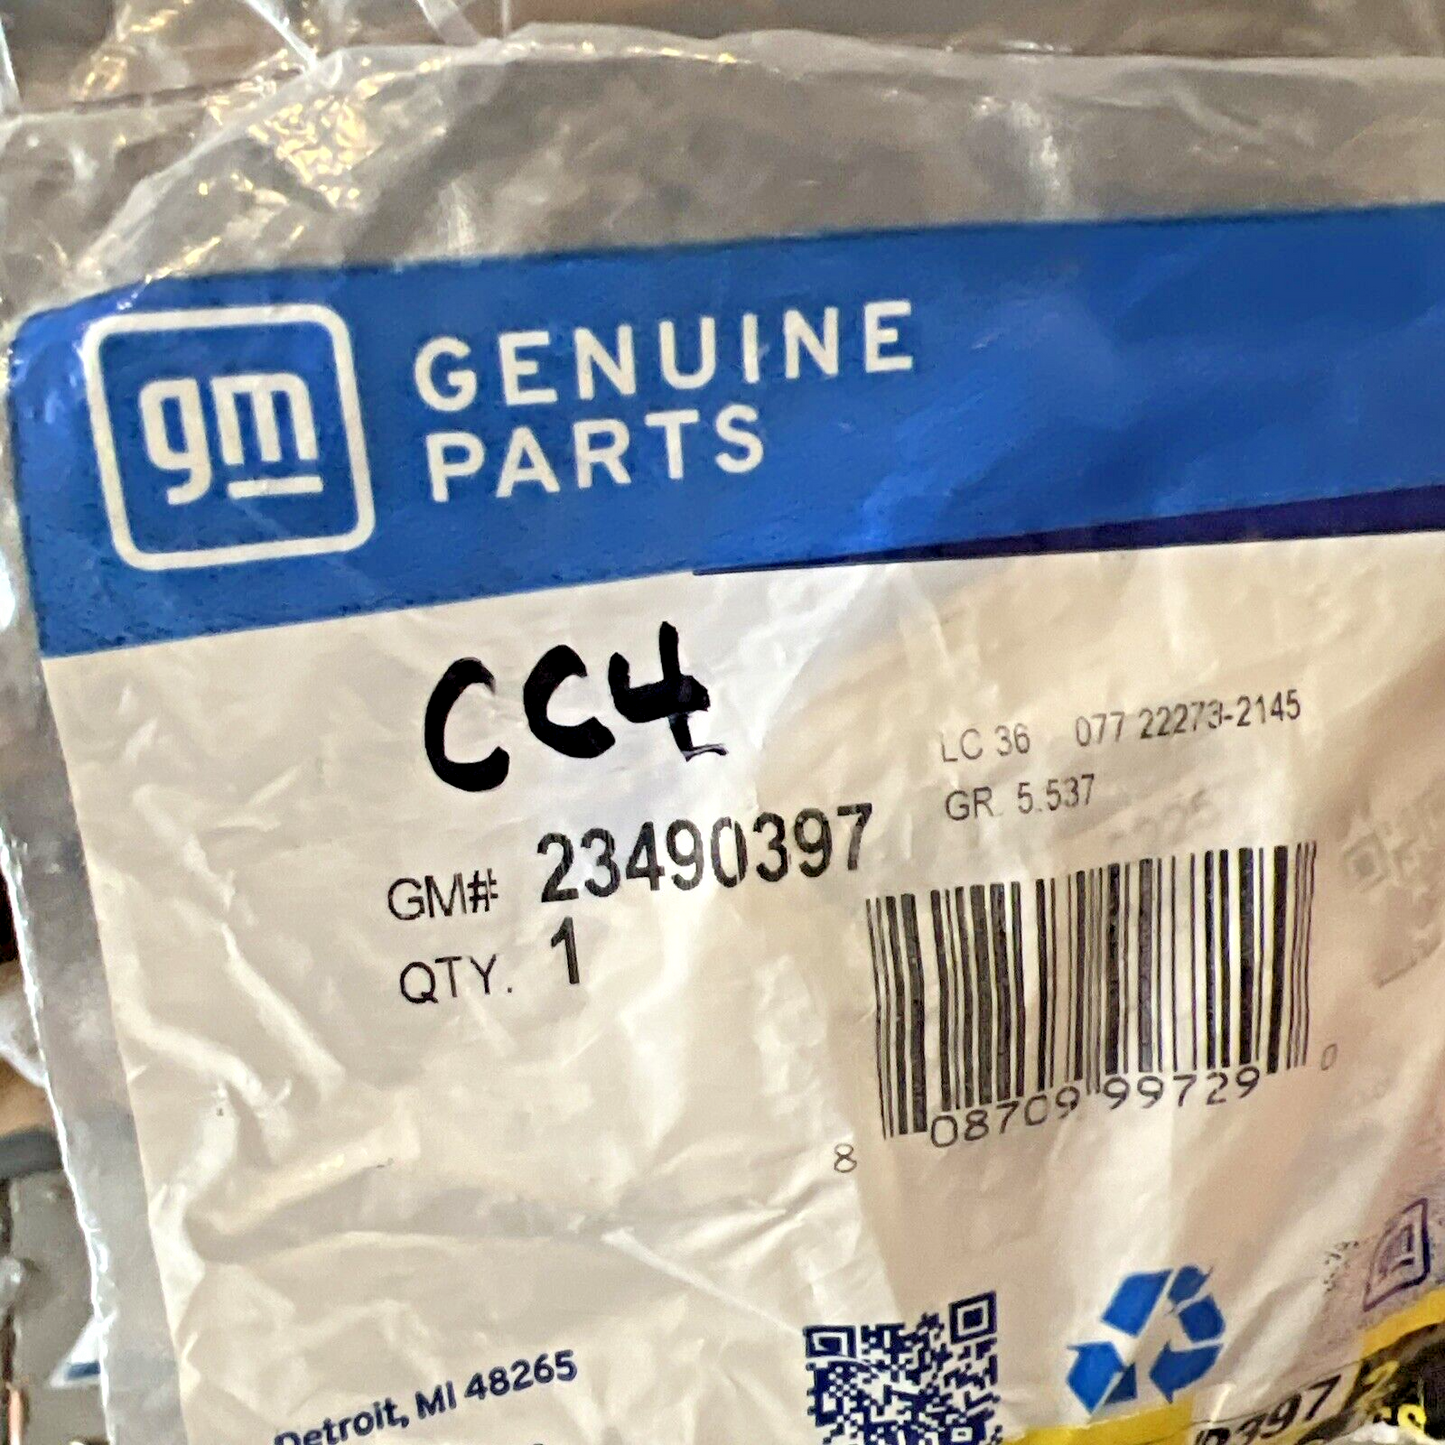 gm
GENUINE
PARTS
CC4
LC 36 077 22273-2145
GR. 5.537
GM# 23490397
QTY. 1
8 08709 99729 0
Detroit, MI 48265